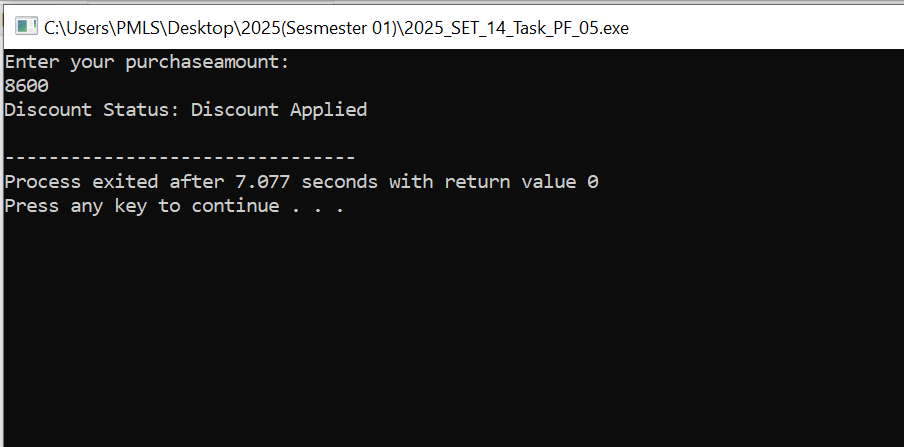 C:\Users\PMLS\Desktop\2025(Sesmester 01)\2025_SET_14_Task_PF_05.exe
Enter your purchaseamount:
8600
Discount Status: Discount Applied
--------------------------------
Process exited after 7.077 seconds with return value 0
Press any key to continue . . .